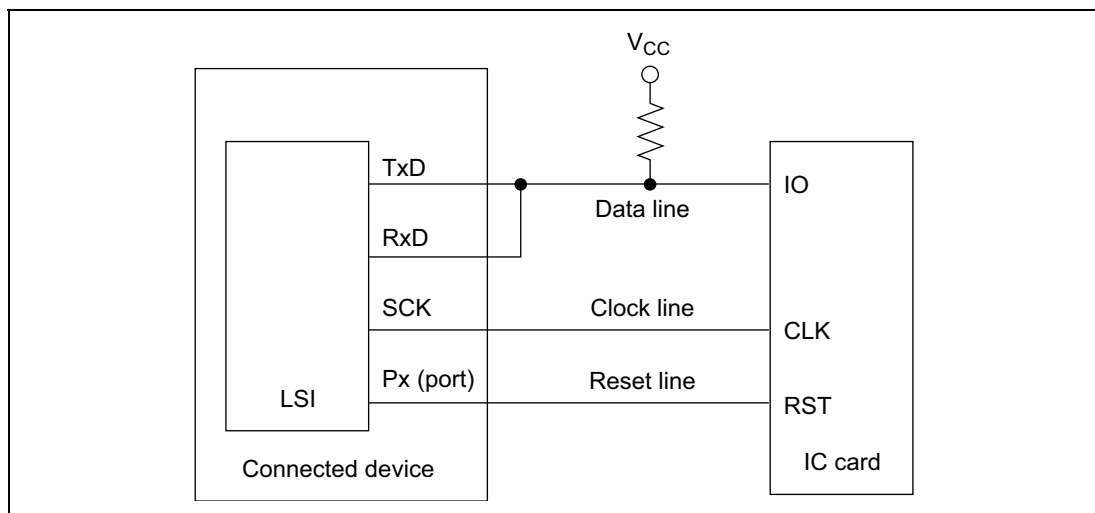 VCC
TxD
IO
Data line
RxD
SCK
Clock line
CLK
Px (port)
Reset line
LSI
RST
Connected device
IC card